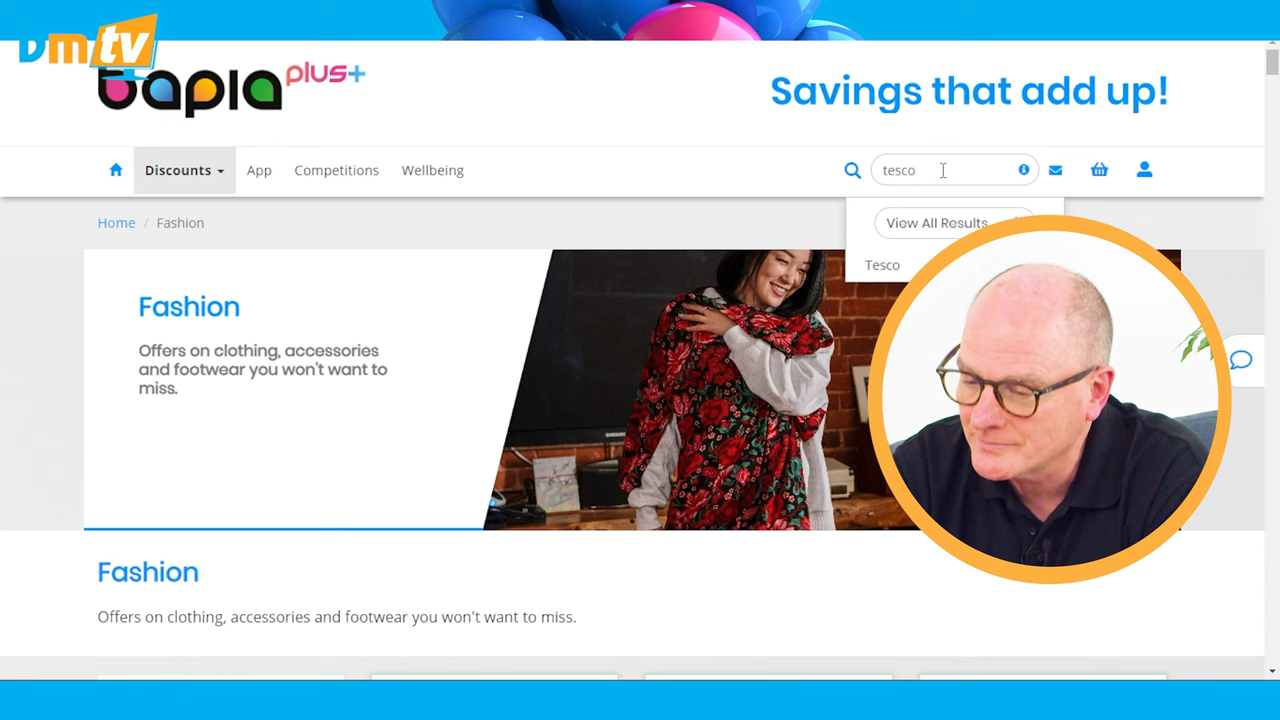 Dmtv
bapla plus+
Savings that add up!
Discounts
App
Competitions
Wellbeing
tesco
Home / Fashion
View All Results
Tesco
Fashion
Offers on clothing, accessories
and footwear you won't want to
miss.
Fashion
Offers on clothing, accessories and footwear you won't want to miss.